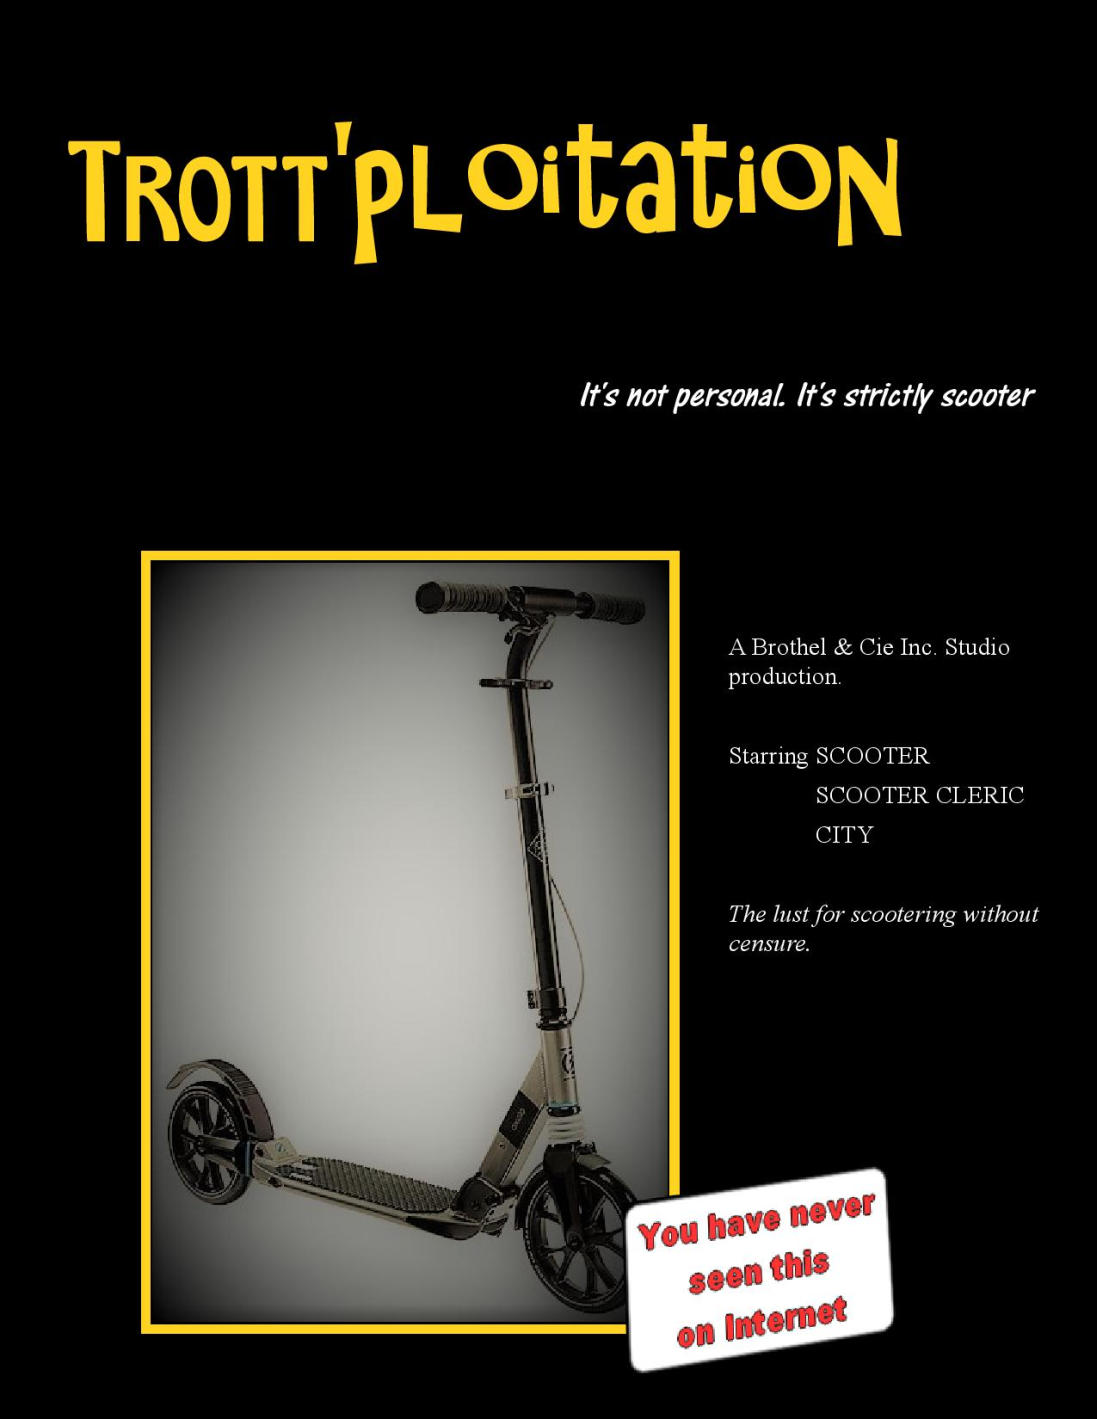 Trott'ploitation
It's not personal. It's strictly scooter
A Brothel & Cie Inc. Studio
production.
Starring SCOOTER
SCOOTER CLERIC
CITY
The lust for scootering without
censure.
You have never
seen this
on Internet